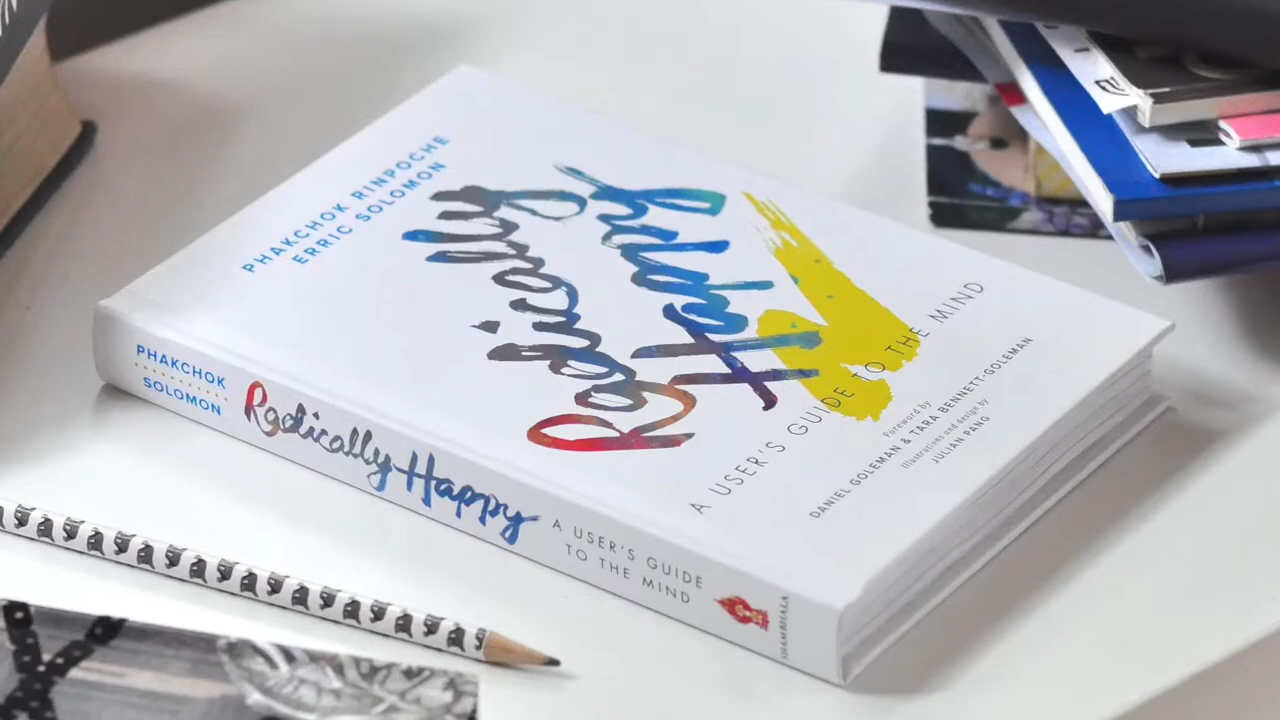 PHAKCHOK RINPOCHE
ERRIC SOLOMON
Radically
Happy
A USER'S GUIDE TO THE MIND
Foreword by
DANIEL GOLEMAN & TARA BENNETT-GOLEMAN
Illustrations and design by
JULIAN PANG
PHAKCHOK
SOLOMON
Radically Happy
A USER'S GUIDE
TO THE MIND
SHAMBHALA